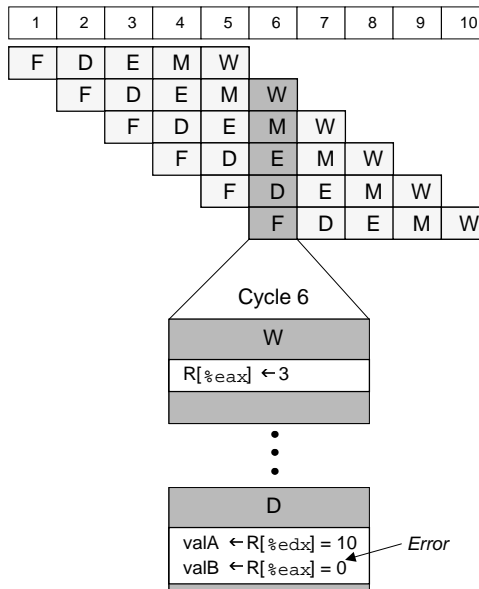 1 2 3 4 5 6 7 8 9 10
F D E M W
F D E M W
F D E M W
F D E M W
F D E M W
F D E M W
Cycle 6
W
R[%eax] ← 3
D
valA ← R[%edx] = 10
valB ← R[%eax] = 0
Error